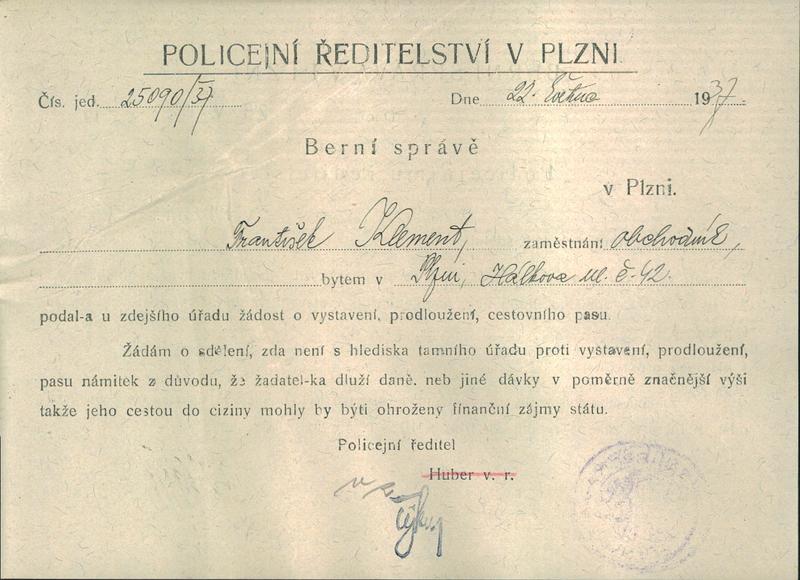 POLICEJNÍ ŘEDITELSTVÍ V PLZNI
Čís. jed. 25090/37 Dne 22. Května 1937.
Berní správě
v Plzni.
František Klement, zaměstnání obchodník,
bytem v Plzni, Hálkova ul. č. 42.
podal-a u zdejšího úřadu žádost o vystavení, prodloužení, cestovního pasu.
Žádám o sdělení, zda není s hlediska tamního úřadu proti vystavení, prodloužení,
pasu námitek z důvodu, že žadatel-ka dluží daně. neb jiné dávky v poměrně značnější výši
takže jeho cestou do ciziny mohly by býti ohroženy finanční zájmy státu.
Policejní ředitel
Huber v. r.